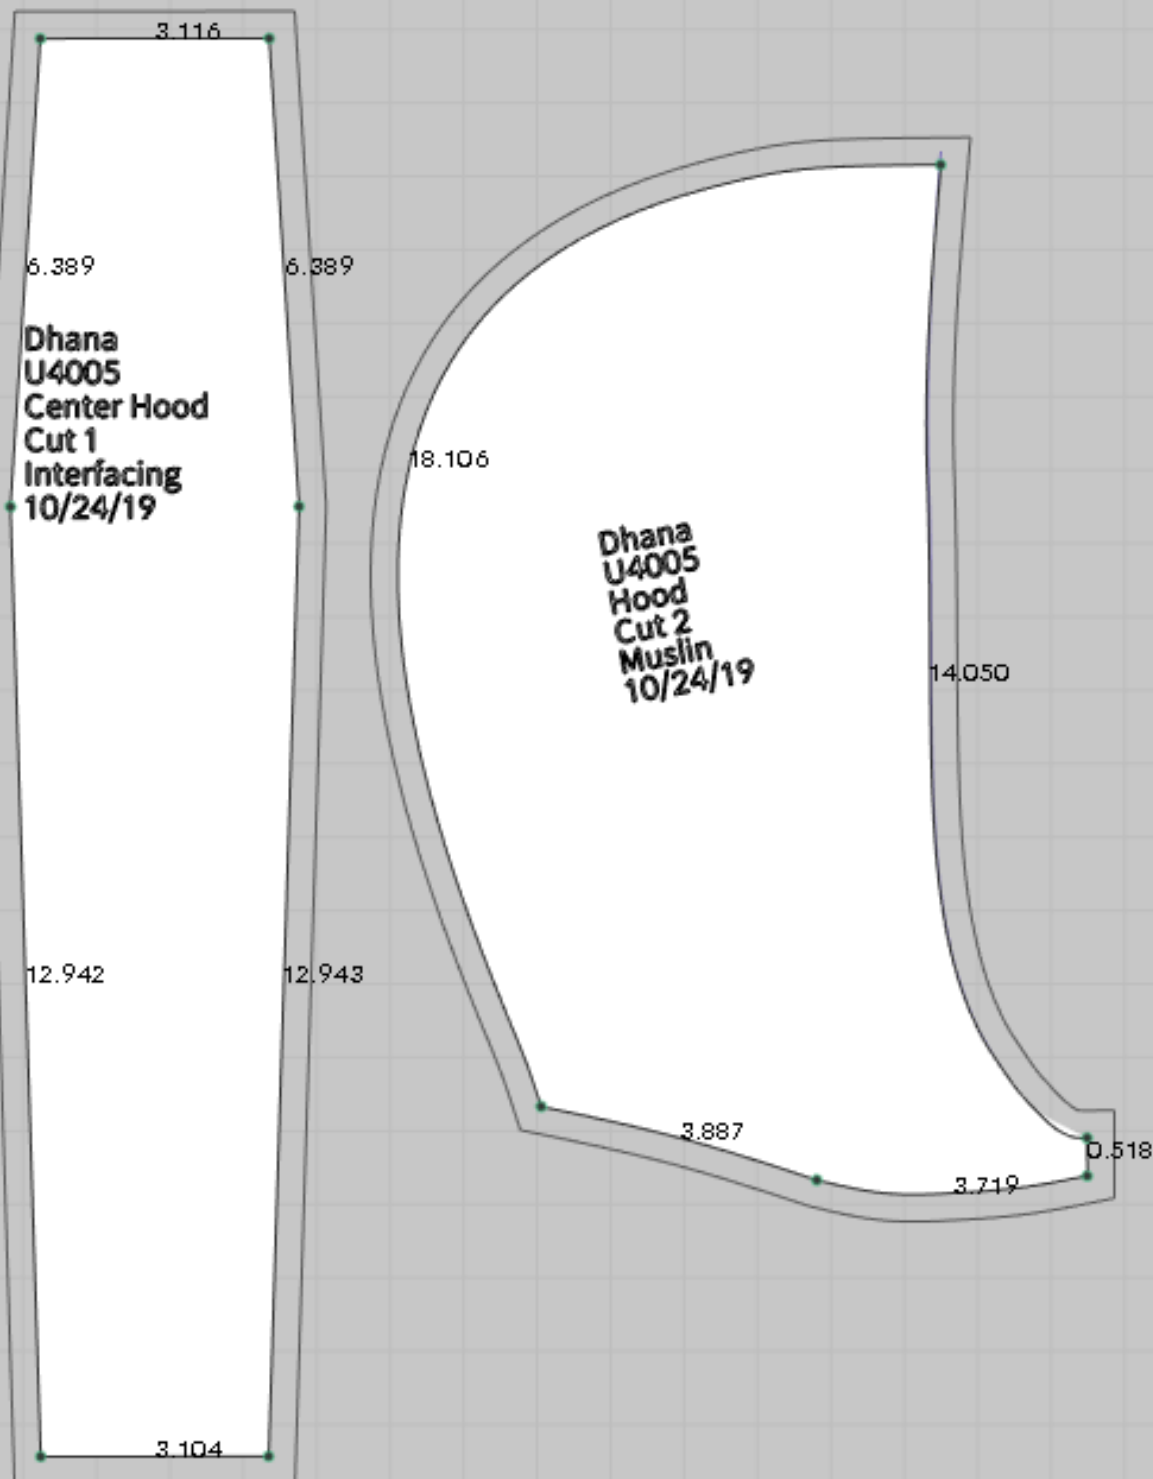 3.116
6.389
6.389
Dhana
U4005
Center Hood
Cut 1
Interfacing
10/24/19
12.942
12.943
3.104
18.106
Dhana
U4005
Hood
Cut 2
Muslin
10/24/19
14.050
3.887
0.518
3.719